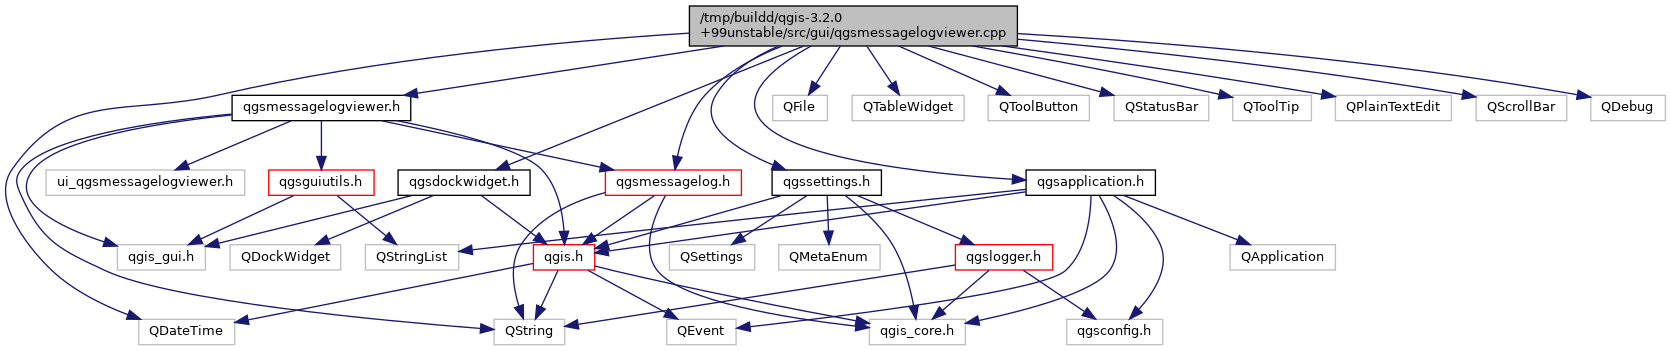 /tmp/buildd/qgis-3.2.0
+99unstable/src/gui/qgsmessagelogviewer.cpp
qgsmessagelogviewer.h
QFile
QTableWidget
QToolButton
QStatusBar
QToolTip
QPlainTextEdit
QScrollBar
QDebug
ui_qgsmessagelogviewer.h
qgsguiutils.h
qgsdockwidget.h
qgsmessagelog.h
qgssettings.h
qgsapplication.h
qgis_gui.h
QDockWidget
QStringList
qgis.h
QSettings
QMetaEnum
qgslogger.h
QApplication
QDateTime
QString
QEvent
qgis_core.h
qgsconfig.h